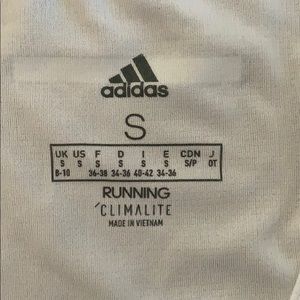 adidas
S
UK US F D I E CDN J
S S S S S S S/P OT
8-10 36-38 34-36 40-42 34-36
RUNNING
CLIMALITE
MADE IN VIETNAM